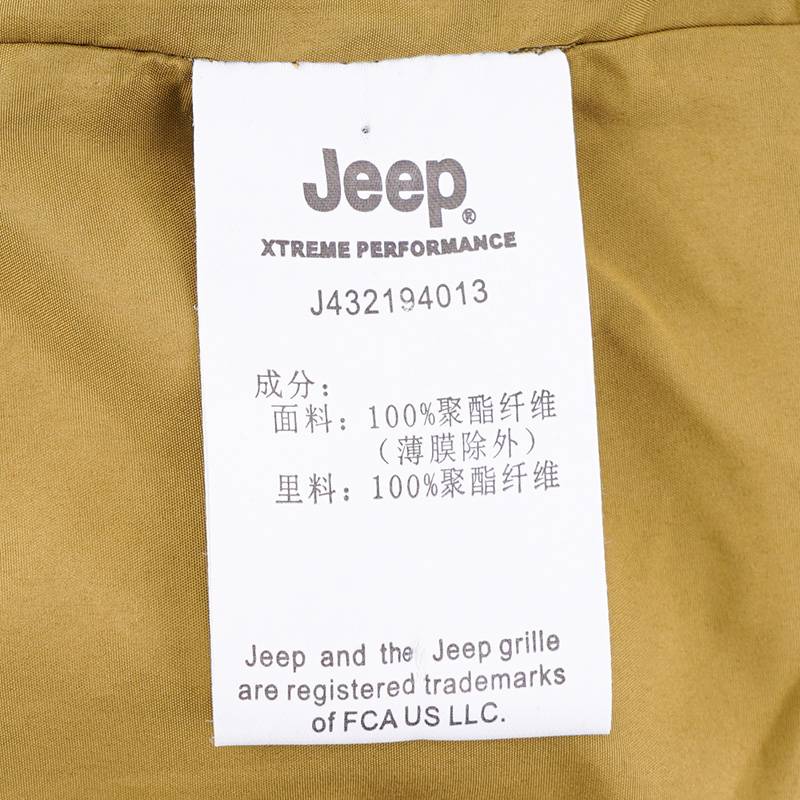 Jeep®
XTREME PERFORMANCE
J432194013
成分:
面料: 100%聚酯纤维
(薄膜除外)
里料: 100%聚酯纤维
Jeep and the Jeep grille
are registered trademarks
of FCA US LLC.